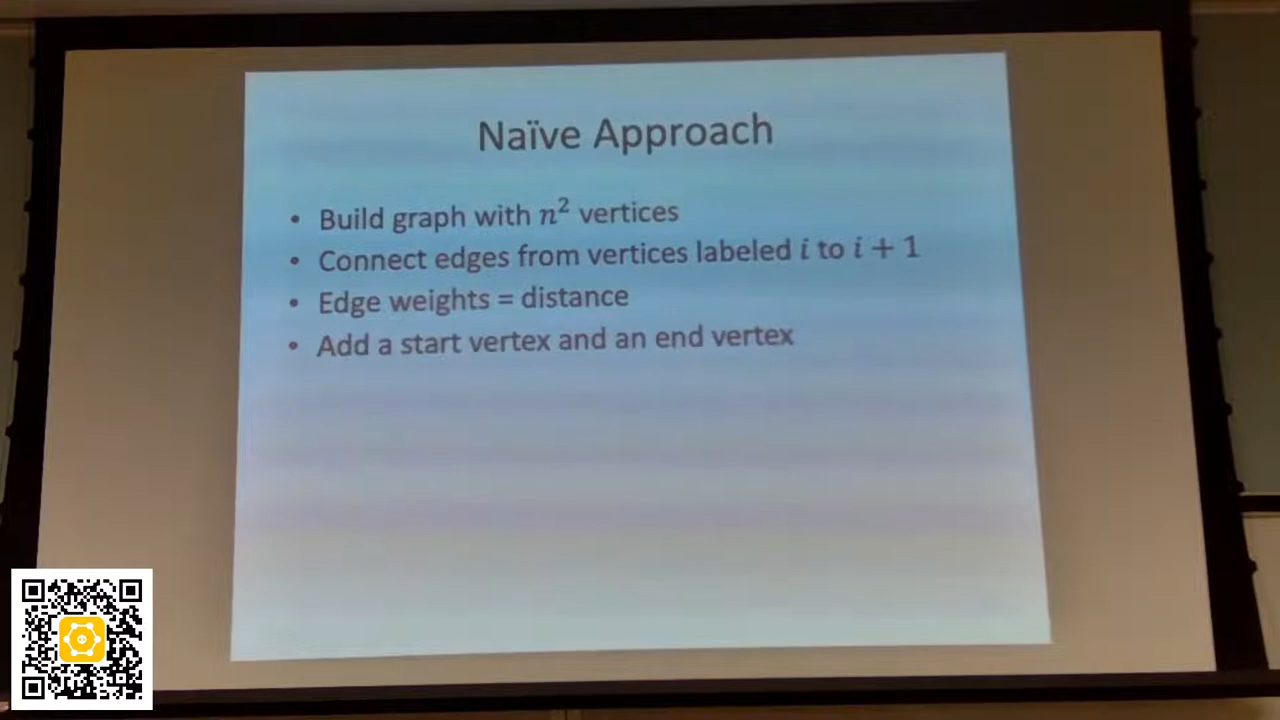 Naïve Approach
• Build graph with n² vertices
• Connect edges from vertices labeled i to i + 1
• Edge weights = distance
• Add a start vertex and an end vertex